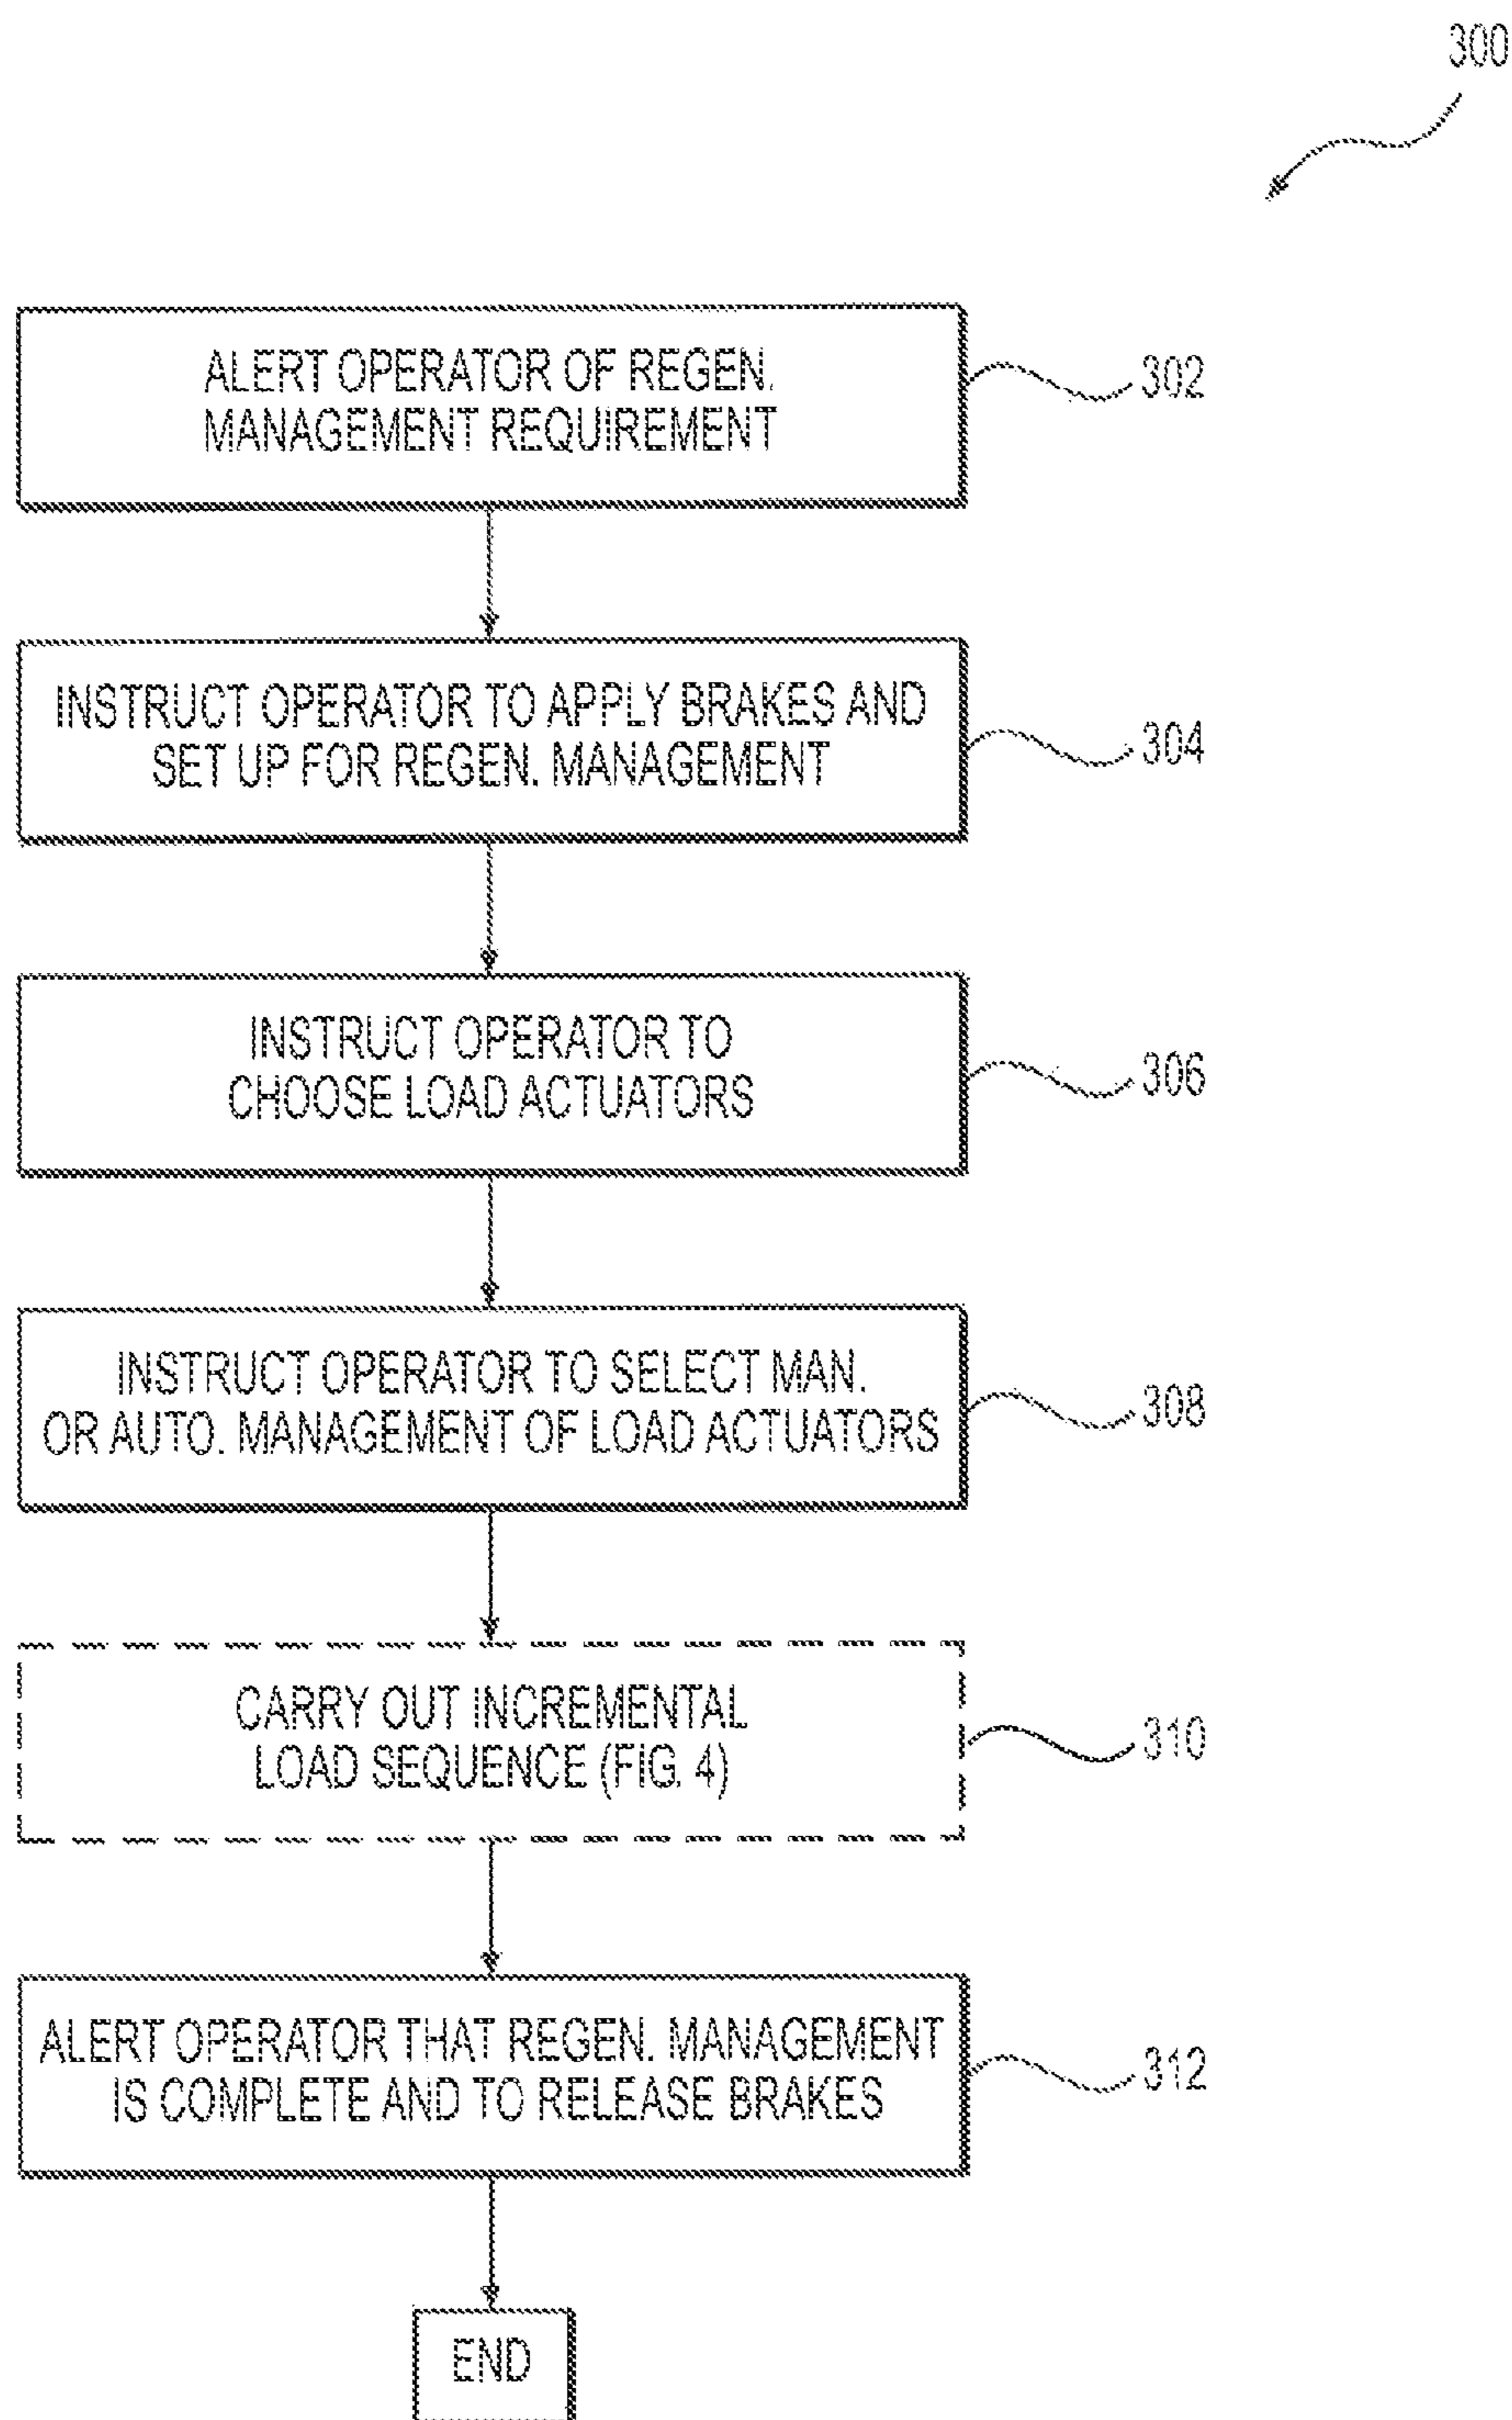 300
ALERT OPERATOR OF REGEN.
MANAGEMENT REQUIREMENT
302
INSTRUCT OPERATOR TO APPLY BRAKES AND
SET UP FOR REGEN. MANAGEMENT
304
INSTRUCT OPERATOR TO
CHOOSE LOAD ACTUATORS
306
INSTRUCT OPERATOR TO SELECT MAN.
OR AUTO. MANAGEMENT OF LOAD ACTUATORS
308
CARRY OUT INCREMENTAL
LOAD SEQUENCE (FIG. 4)
310
ALERT OPERATOR THAT REGEN. MANAGEMENT
IS COMPLETE AND TO RELEASE BRAKES
312
END